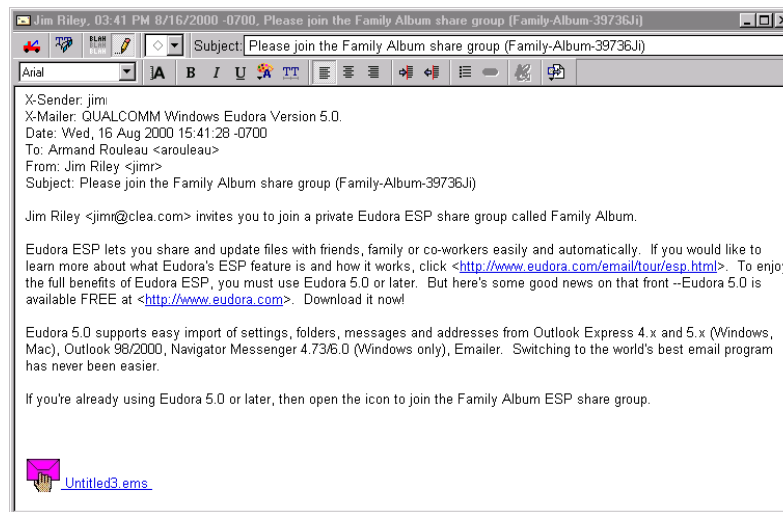 Jim Riley, 03:41 PM 8/16/2000 -0700, Please join the Family Album share group (Family-Album-39736Ji)
BLAH BLAH BLAH Subject: Please join the Family Album share group (Family-Album-39736Ji)
Arial A B I U TT
X-Sender: jim
X-Mailer: QUALCOMM Windows Eudora Version 5.0.
Date: Wed, 16 Aug 2000 15:41:28 -0700
To: Armand Rouleau <arouleau>
From: Jim Riley <jimr>
Subject: Please join the Family Album share group (Family-Album-39736Ji)
Jim Riley <jimr@clea.com> invites you to join a private Eudora ESP share group called Family Album.
Eudora ESP lets you share and update files with friends, family or co-workers easily and automatically. If you would like to
learn more about what Eudora's ESP feature is and how it works, click <http://www.eudora.com/email/tour/esp.html>. To enjoy
the full benefits of Eudora ESP, you must use Eudora 5.0 or later. But here's some good news on that front --Eudora 5.0 is
available FREE at <http://www.eudora.com>. Download it now!
Eudora 5.0 supports easy import of settings, folders, messages and addresses from Outlook Express 4.x and 5.x (Windows,
Mac), Outlook 98/2000, Navigator Messenger 4.73/6.0 (Windows only), Emailer. Switching to the world's best email program
has never been easier.
If you're already using Eudora 5.0 or later, then open the icon to join the Family Album ESP share group.
Untitled3.ems